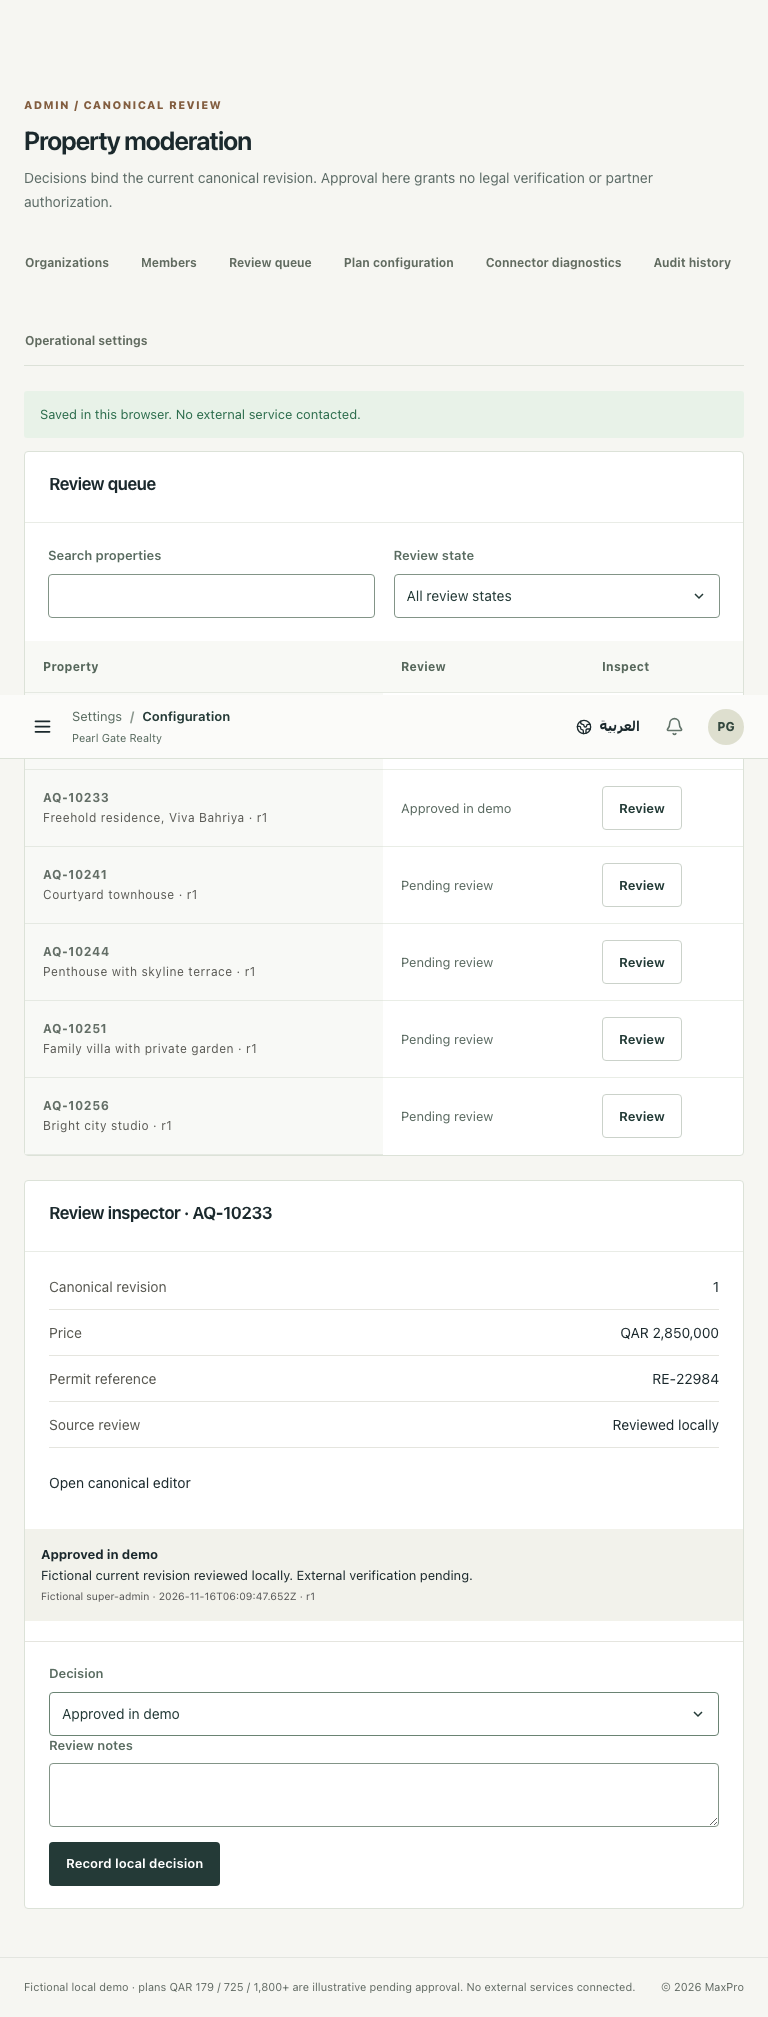 ADMIN / CANONICAL REVIEW
Property moderation
Decisions bind the current canonical revision. Approval here grants no legal verification or partner
authorization.
Organizations Members Review queue Plan configuration Connector diagnostics Audit history
Operational settings
Saved in this browser. No external service contacted.
Review queue
Search properties Review state
All review states
Property Review Inspect
Settings / Configuration
Pearl Gate Realty
العربية
PG
AQ-10233
Freehold residence, Viva Bahriya · r1
Approved in demo
Review
AQ-10241
Courtyard townhouse · r1
Pending review
Review
AQ-10244
Penthouse with skyline terrace · r1
Pending review
Review
AQ-10251
Family villa with private garden · r1
Pending review
Review
AQ-10256
Bright city studio · r1
Pending review
Review
Review inspector · AQ-10233
Canonical revision 1
Price QAR 2,850,000
Permit reference RE-22984
Source review Reviewed locally
Open canonical editor
Approved in demo
Fictional current revision reviewed locally. External verification pending.
Fictional super-admin · 2026-11-16T06:09:47.652Z · r1
Decision
Approved in demo
Review notes
Record local decision
Fictional local demo · plans QAR 179 / 725 / 1,800+ are illustrative pending approval. No external services connected. © 2026 MaxPro